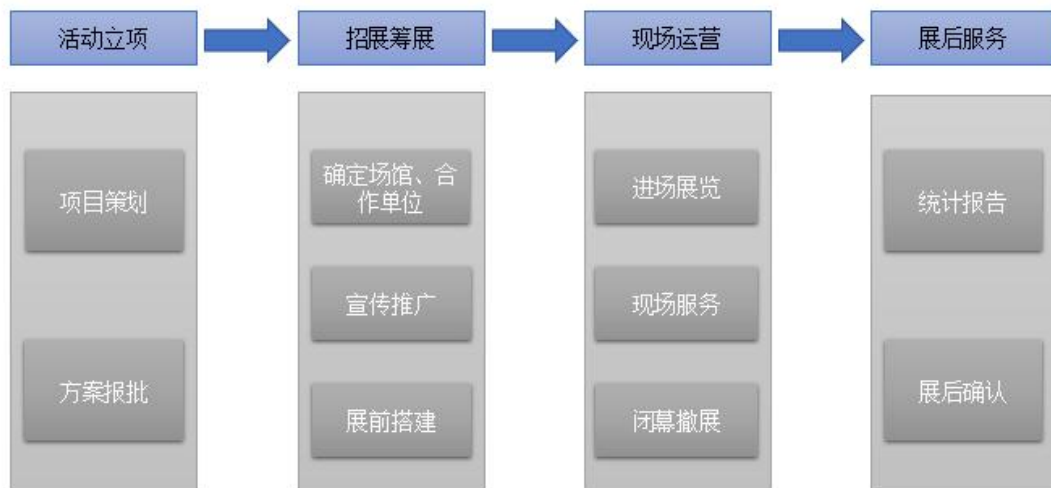 活动立项
招展筹展
现场运营
展后服务
项目策划
方案报批
确定场馆、合
作单位
宣传推广
展前搭建
进场展览
现场服务
闭幕撤展
统计报告
展后确认